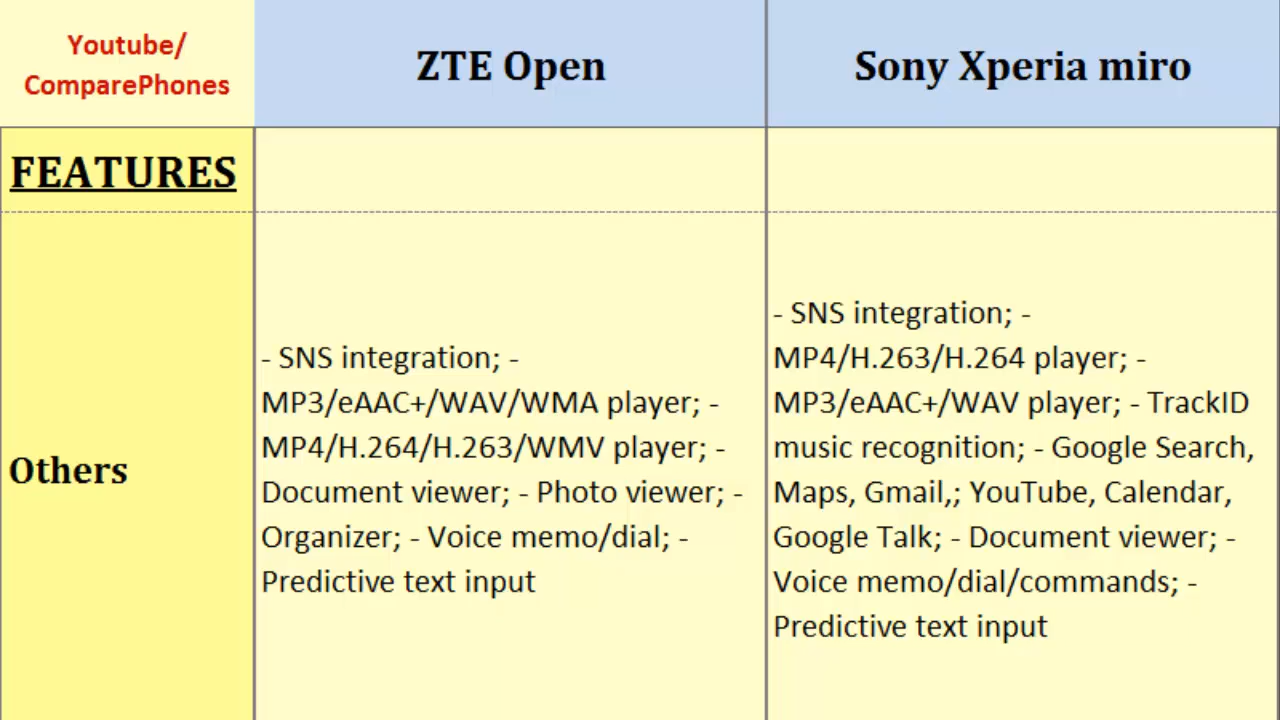 Youtube/
ComparePhones
ZTE Open
Sony Xperia miro
FEATURES
Others
- SNS integration; -
MP3/eAAC+/WAV/WMA player; -
MP4/H.264/H.263/WMV player; -
Document viewer; - Photo viewer; -
Organizer; - Voice memo/dial; -
Predictive text input
- SNS integration; -
MP4/H.263/H.264 player; -
MP3/eAAC+/WAV player; - TrackID
music recognition; - Google Search,
Maps, Gmail,; YouTube, Calendar,
Google Talk; - Document viewer; -
Voice memo/dial/commands; -
Predictive text input